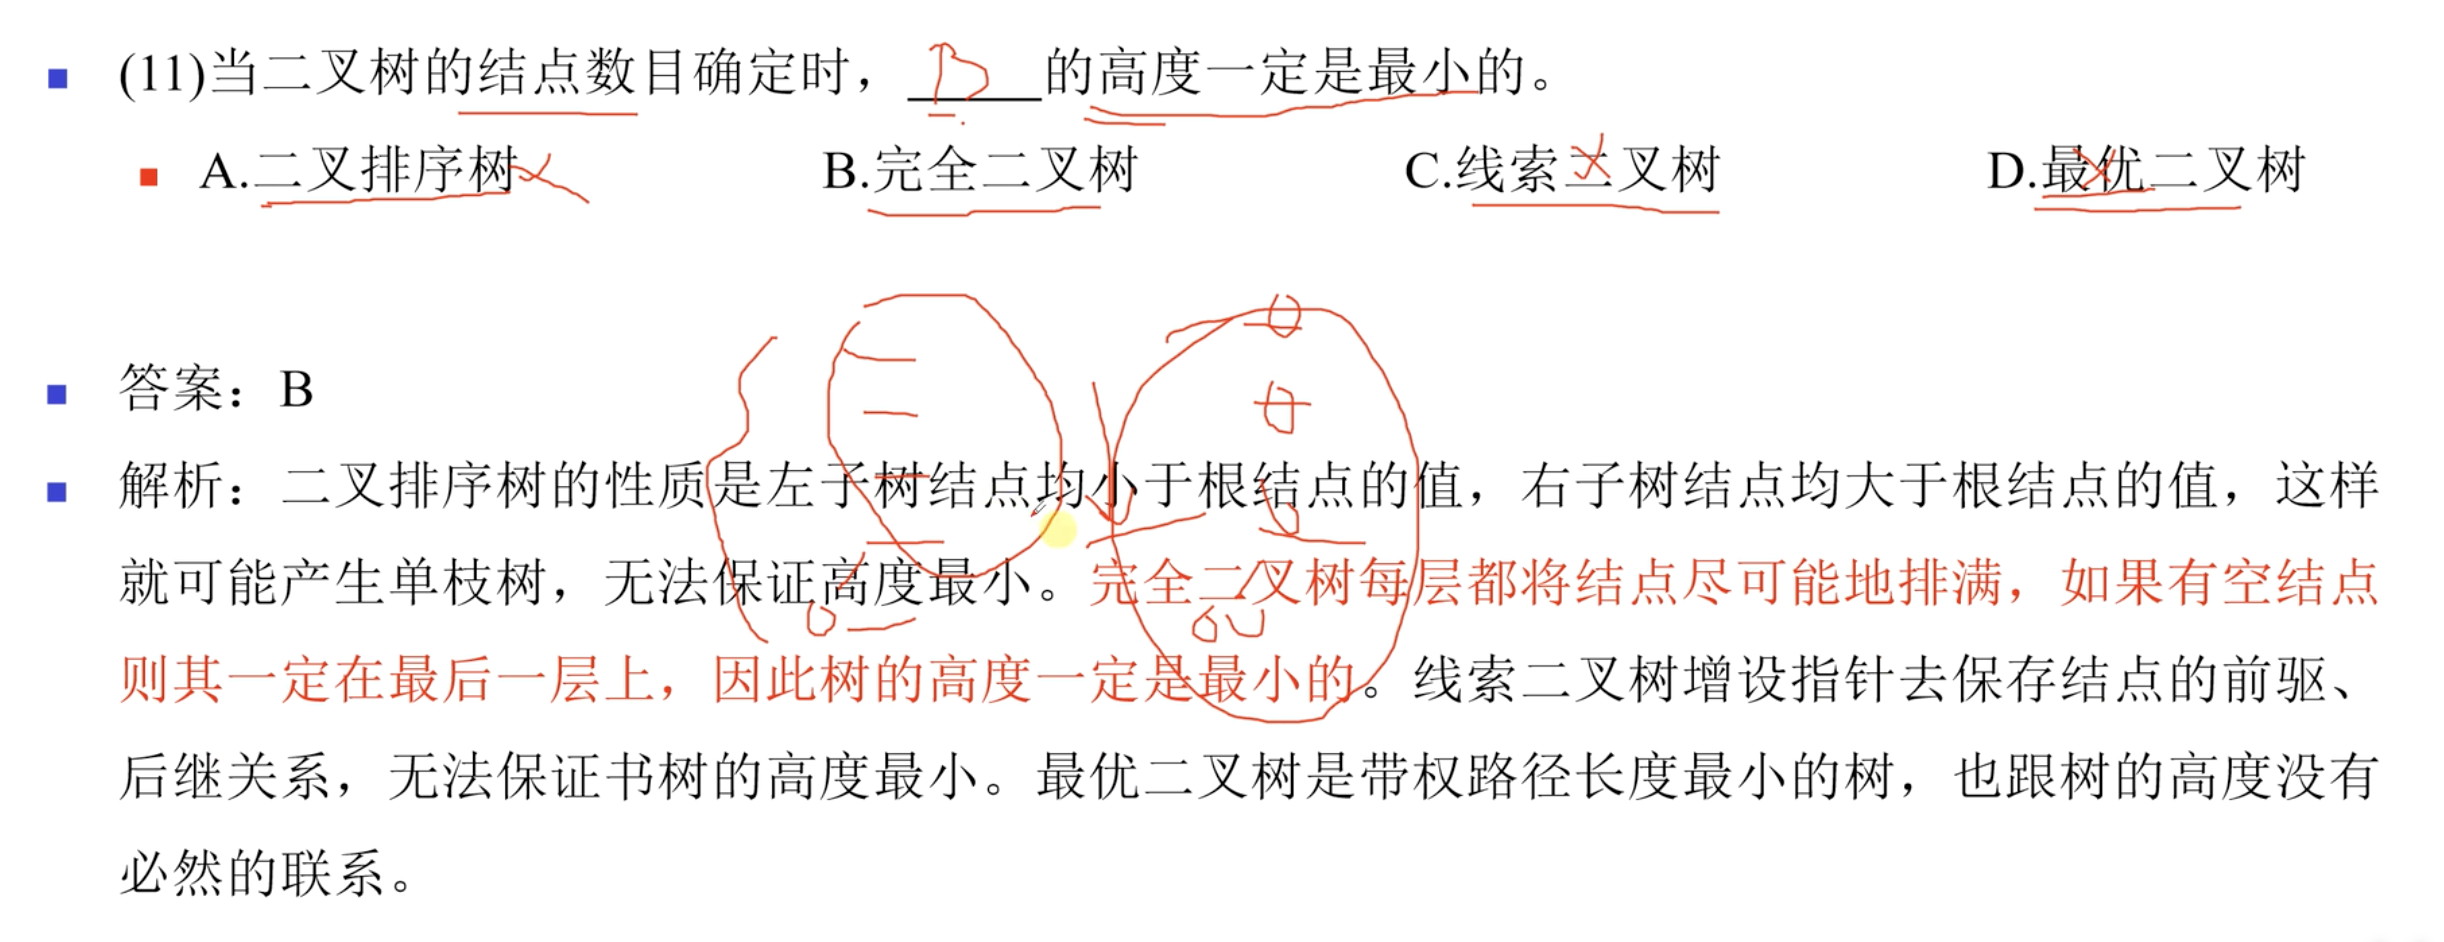 (11)当二叉树的结点数目确定时，B的高度一定是最小的。
A.二叉排序树 B.完全二叉树 C.线索二叉树 D.最优二叉树
答案：B
解析：二叉排序树的性质是左子树结点均小于根结点的值，右子树结点均大于根结点的值，这样
就可能产生单枝树，无法保证高度最小。完全二叉树每层都将结点尽可能地排满，如果有空结点
则其一定在最后一层上，因此树的高度一定是最小的。线索二叉树增设指针去保存结点的前驱、
后继关系，无法保证书树的高度最小。最优二叉树是带权路径长度最小的树，也跟树的高度没有
必然的联系。